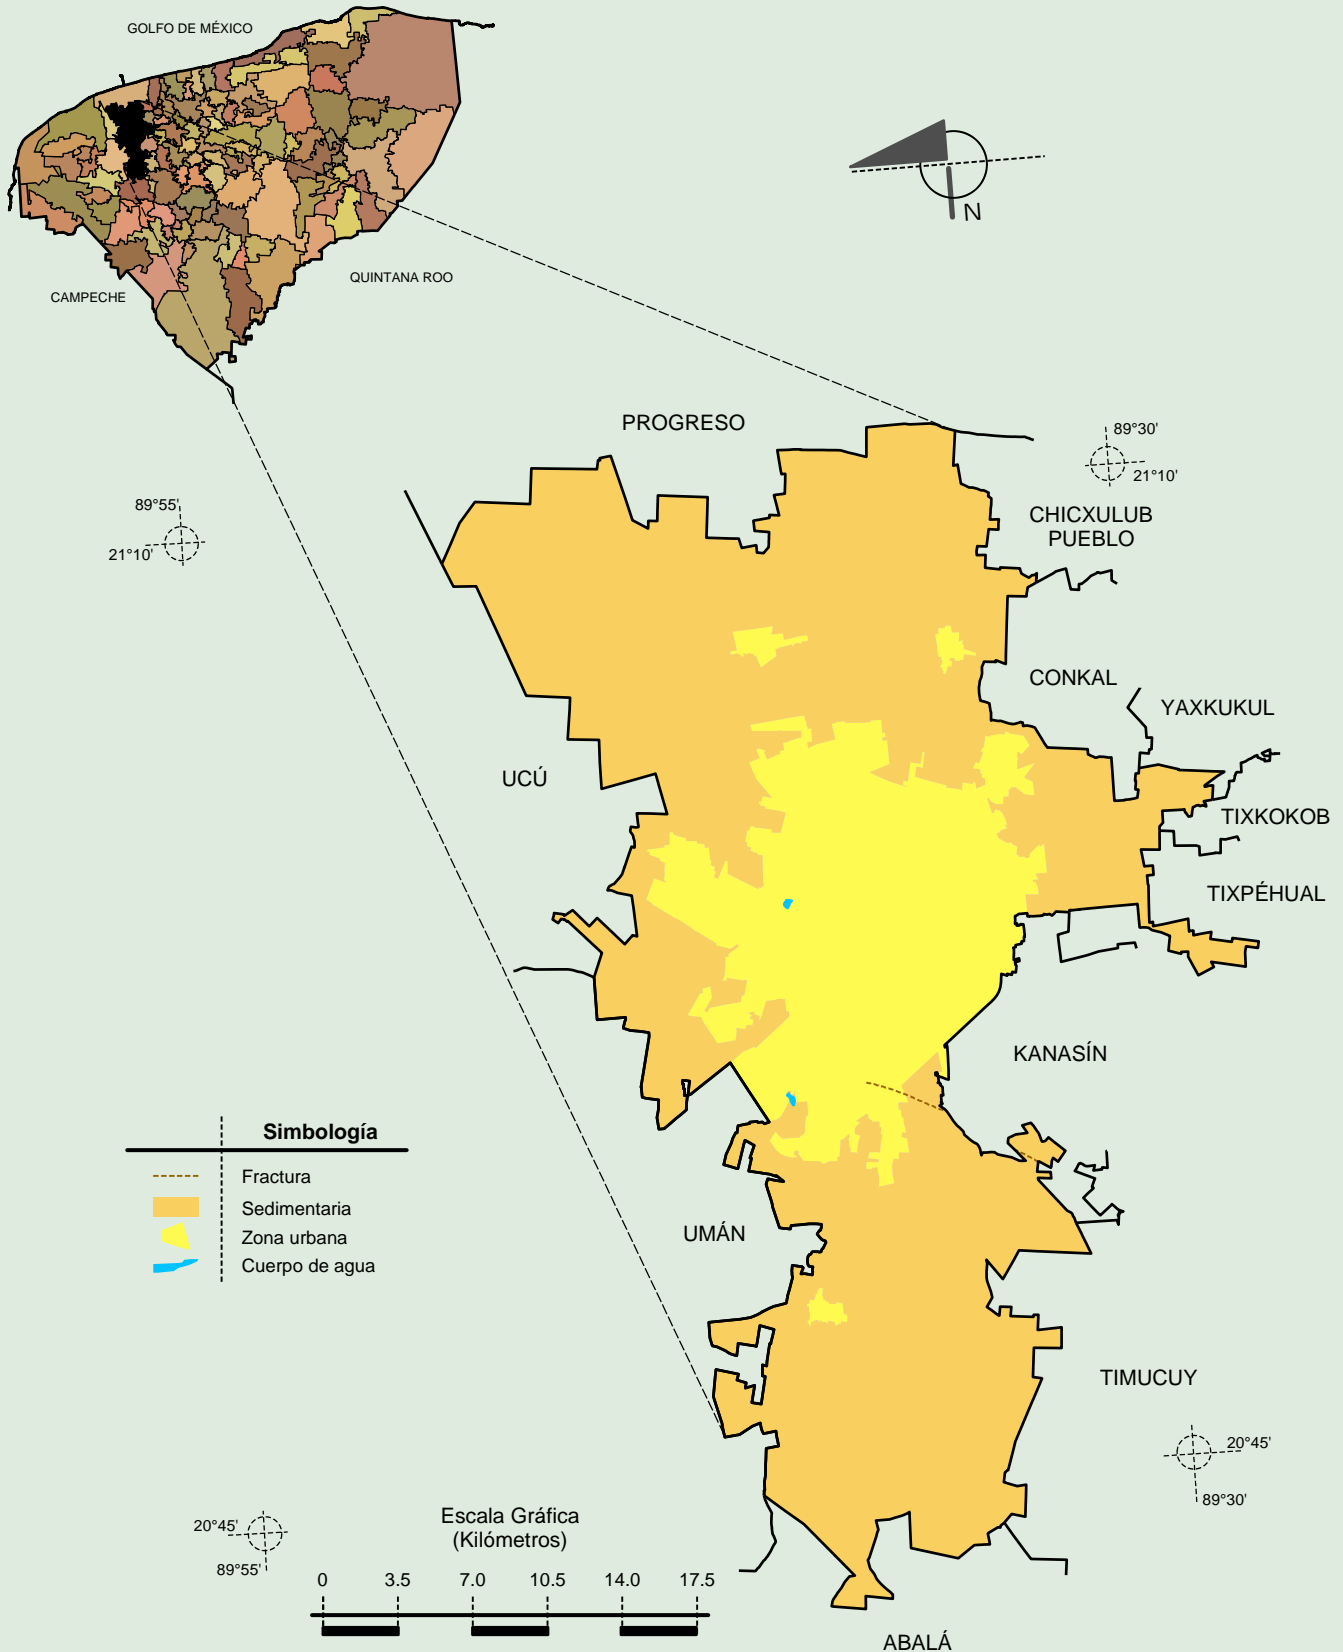 GOLFO DE MÉXICO
QUINTANA ROO
CAMPECHE
N
PROGRESO
89°30'
21°10'
89°55'
21°10'
CHICXULUB
PUEBLO
CONKAL
YAXKUKUL
UCÚ
TIXKOKOB
TIXPÉHUAL
KANASÍN
Simbología
Fractura
Sedimentaria
Zona urbana
Cuerpo de agua
UMÁN
TIMUCUY
20°45'
89°30'
20°45'
89°55'
Escala Gráfica
(Kilómetros)
0 3.5 7.0 10.5 14.0 17.5
ABALÁ